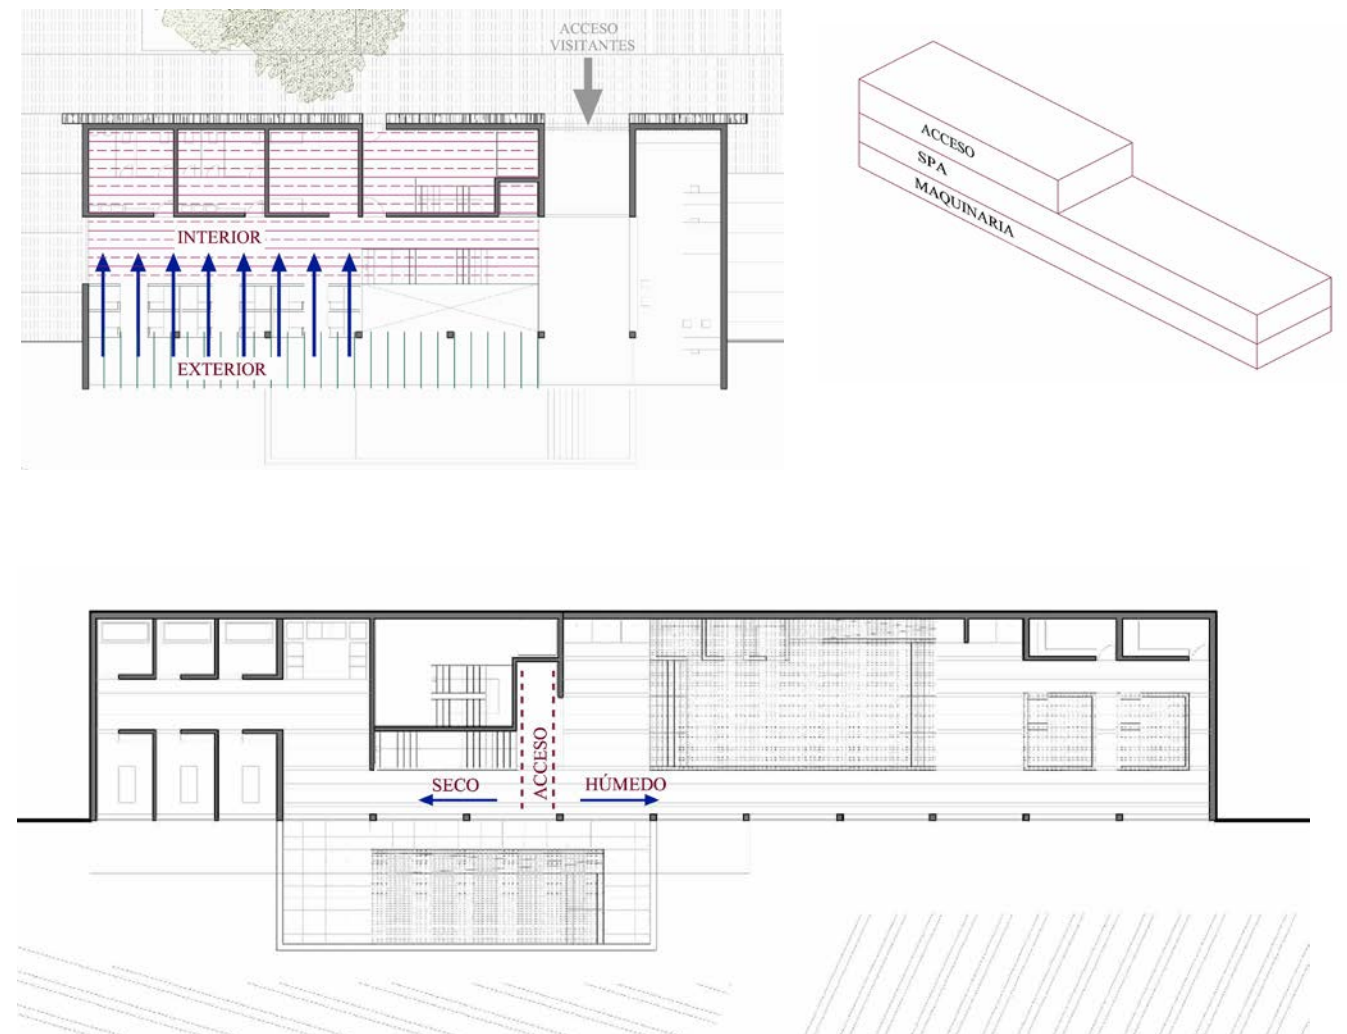 ACCESO
VISITANTES
INTERIOR
EXTERIOR
ACCESO
SPA
MAQUINARIA
SECO
ACCESO
HÚMEDO